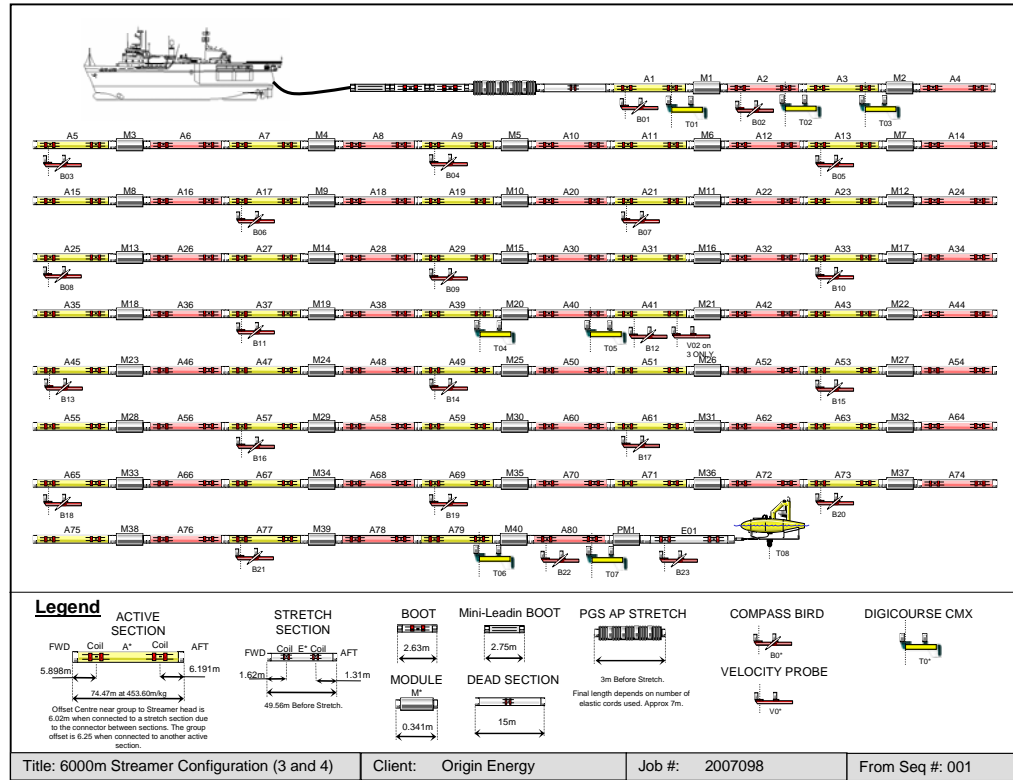 A1 M1 A2 A3 M2 A4
B01 T01 B02 T02 T03
A5 M3 A6 A7 M4 A8 A9 M5 A10 A11 M6 A12 A13 M7 A14
B03 B04 B05
A15 M8 A16 A17 M9 A18 A19 M10 A20 A21 M11 A22 A23 M12 A24
B06 B07
A25 M13 A26 A27 M14 A28 A29 M15 A30 A31 M16 A32 A33 M17 A34
B08 B09 B10
A35 M18 A36 A37 M19 A38 A39 M20 A40 A41 M21 A42 A43 M22 A44
B11 T04 T05 B12 V02 on
3 ONLY
A45 M23 A46 A47 M24 A48 A49 M25 A50 A51 M26 A52 A53 M27 A54
B13 B14 B15
A55 M28 A56 A57 M29 A58 A59 M30 A60 A61 M31 A62 A63 M32 A64
B16 B17
A65 M33 A66 A67 M34 A68 A69 M35 A70 A71 M36 A72 A73 M37 A74
B18 B19 B20
A75 M38 A76 A77 M39 A78 A79 M40 A80 PM1 E01
B21 T06 B22 T07 B23 T08
Legend
ACTIVE
SECTION
FWD Coil A* Coil AFT
5.898m 6.191m
74.47m at 453.60m/kg
Offset Centre near group to Streamer head is
6.02m when connected to a stretch section due
to the connector between sections. The group
offset is 6.25 when connected to another active
section.
STRETCH
SECTION
FWD Coil E* Coil AFT
1.62m 1.31m
49.56m Before Stretch.
BOOT
2.63m
MODULE
M*
0.341m
Mini-Leadin BOOT
2.75m
DEAD SECTION
15m
PGS AP STRETCH
3m Before Stretch.
Final length depends on number of
elastic cords used. Approx 7m.
COMPASS BIRD
B0*
VELOCITY PROBE
V0*
DIGICOURSE CMX
T0*
Title: 6000m Streamer Configuration (3 and 4) Client: Origin Energy Job #: 2007098 From Seq #: 001